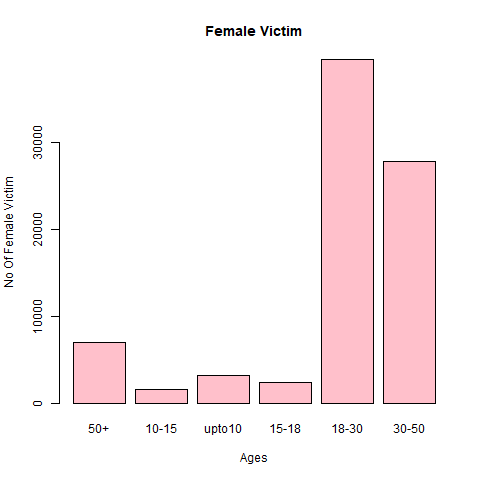 Female Victim
No Of Female Victim
30000
20000
10000
0
50+ 10-15 upto10 15-18 18-30 30-50
Ages